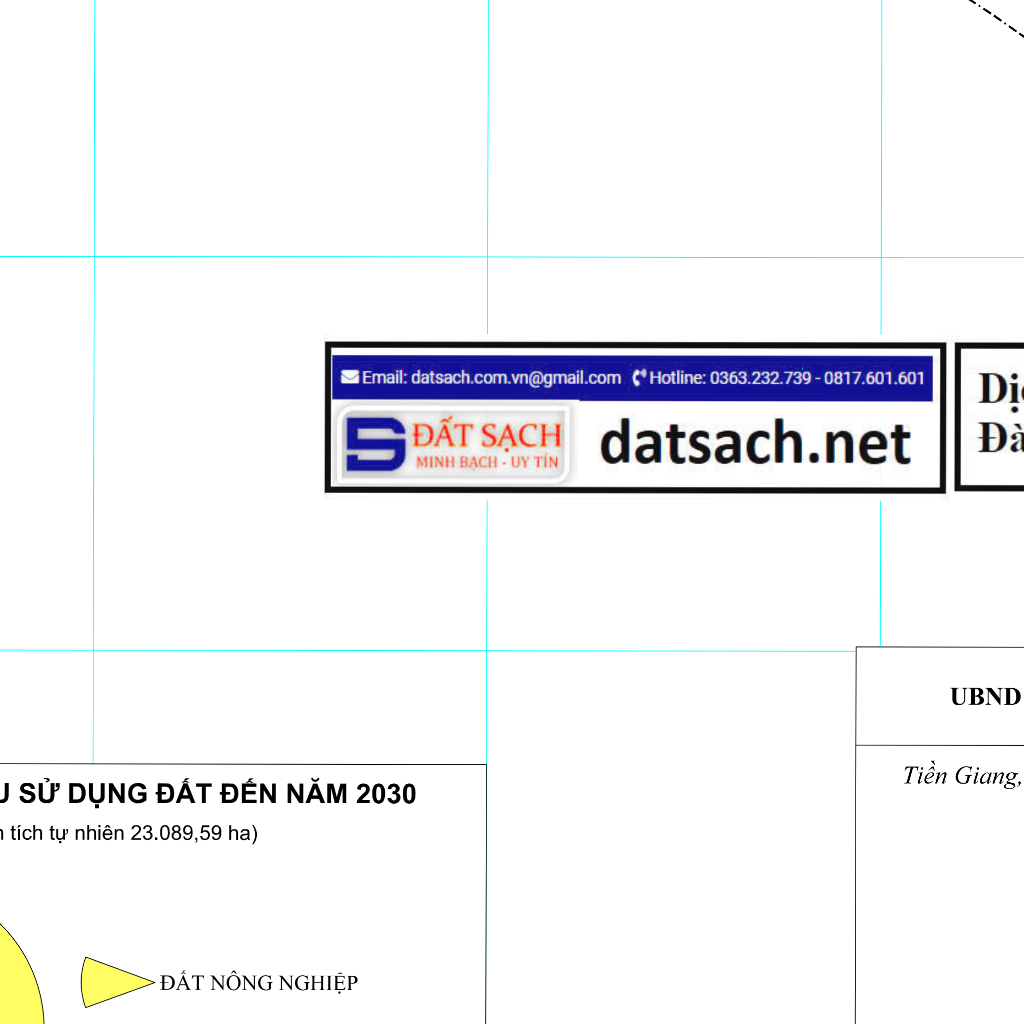 Email: datsach.com.vn@gmail.com Hotline: 0363.232.739 - 0817.601.601
ĐẤT SẠCH
MINH BẠCH - UY TÍN
datsach.net
UBND
Tiền Giang,
SỬ DỤNG ĐẤT ĐẾN NĂM 2030
tích tự nhiên 23.089,59 ha)
ĐẤT NÔNG NGHIỆP